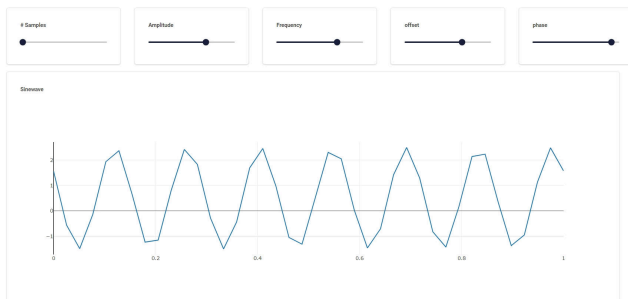 # Samples
Amplitude
Frequency
offset
phase
Sinewave
2
1
0
−1
0
0.2
0.4
0.6
0.8
1